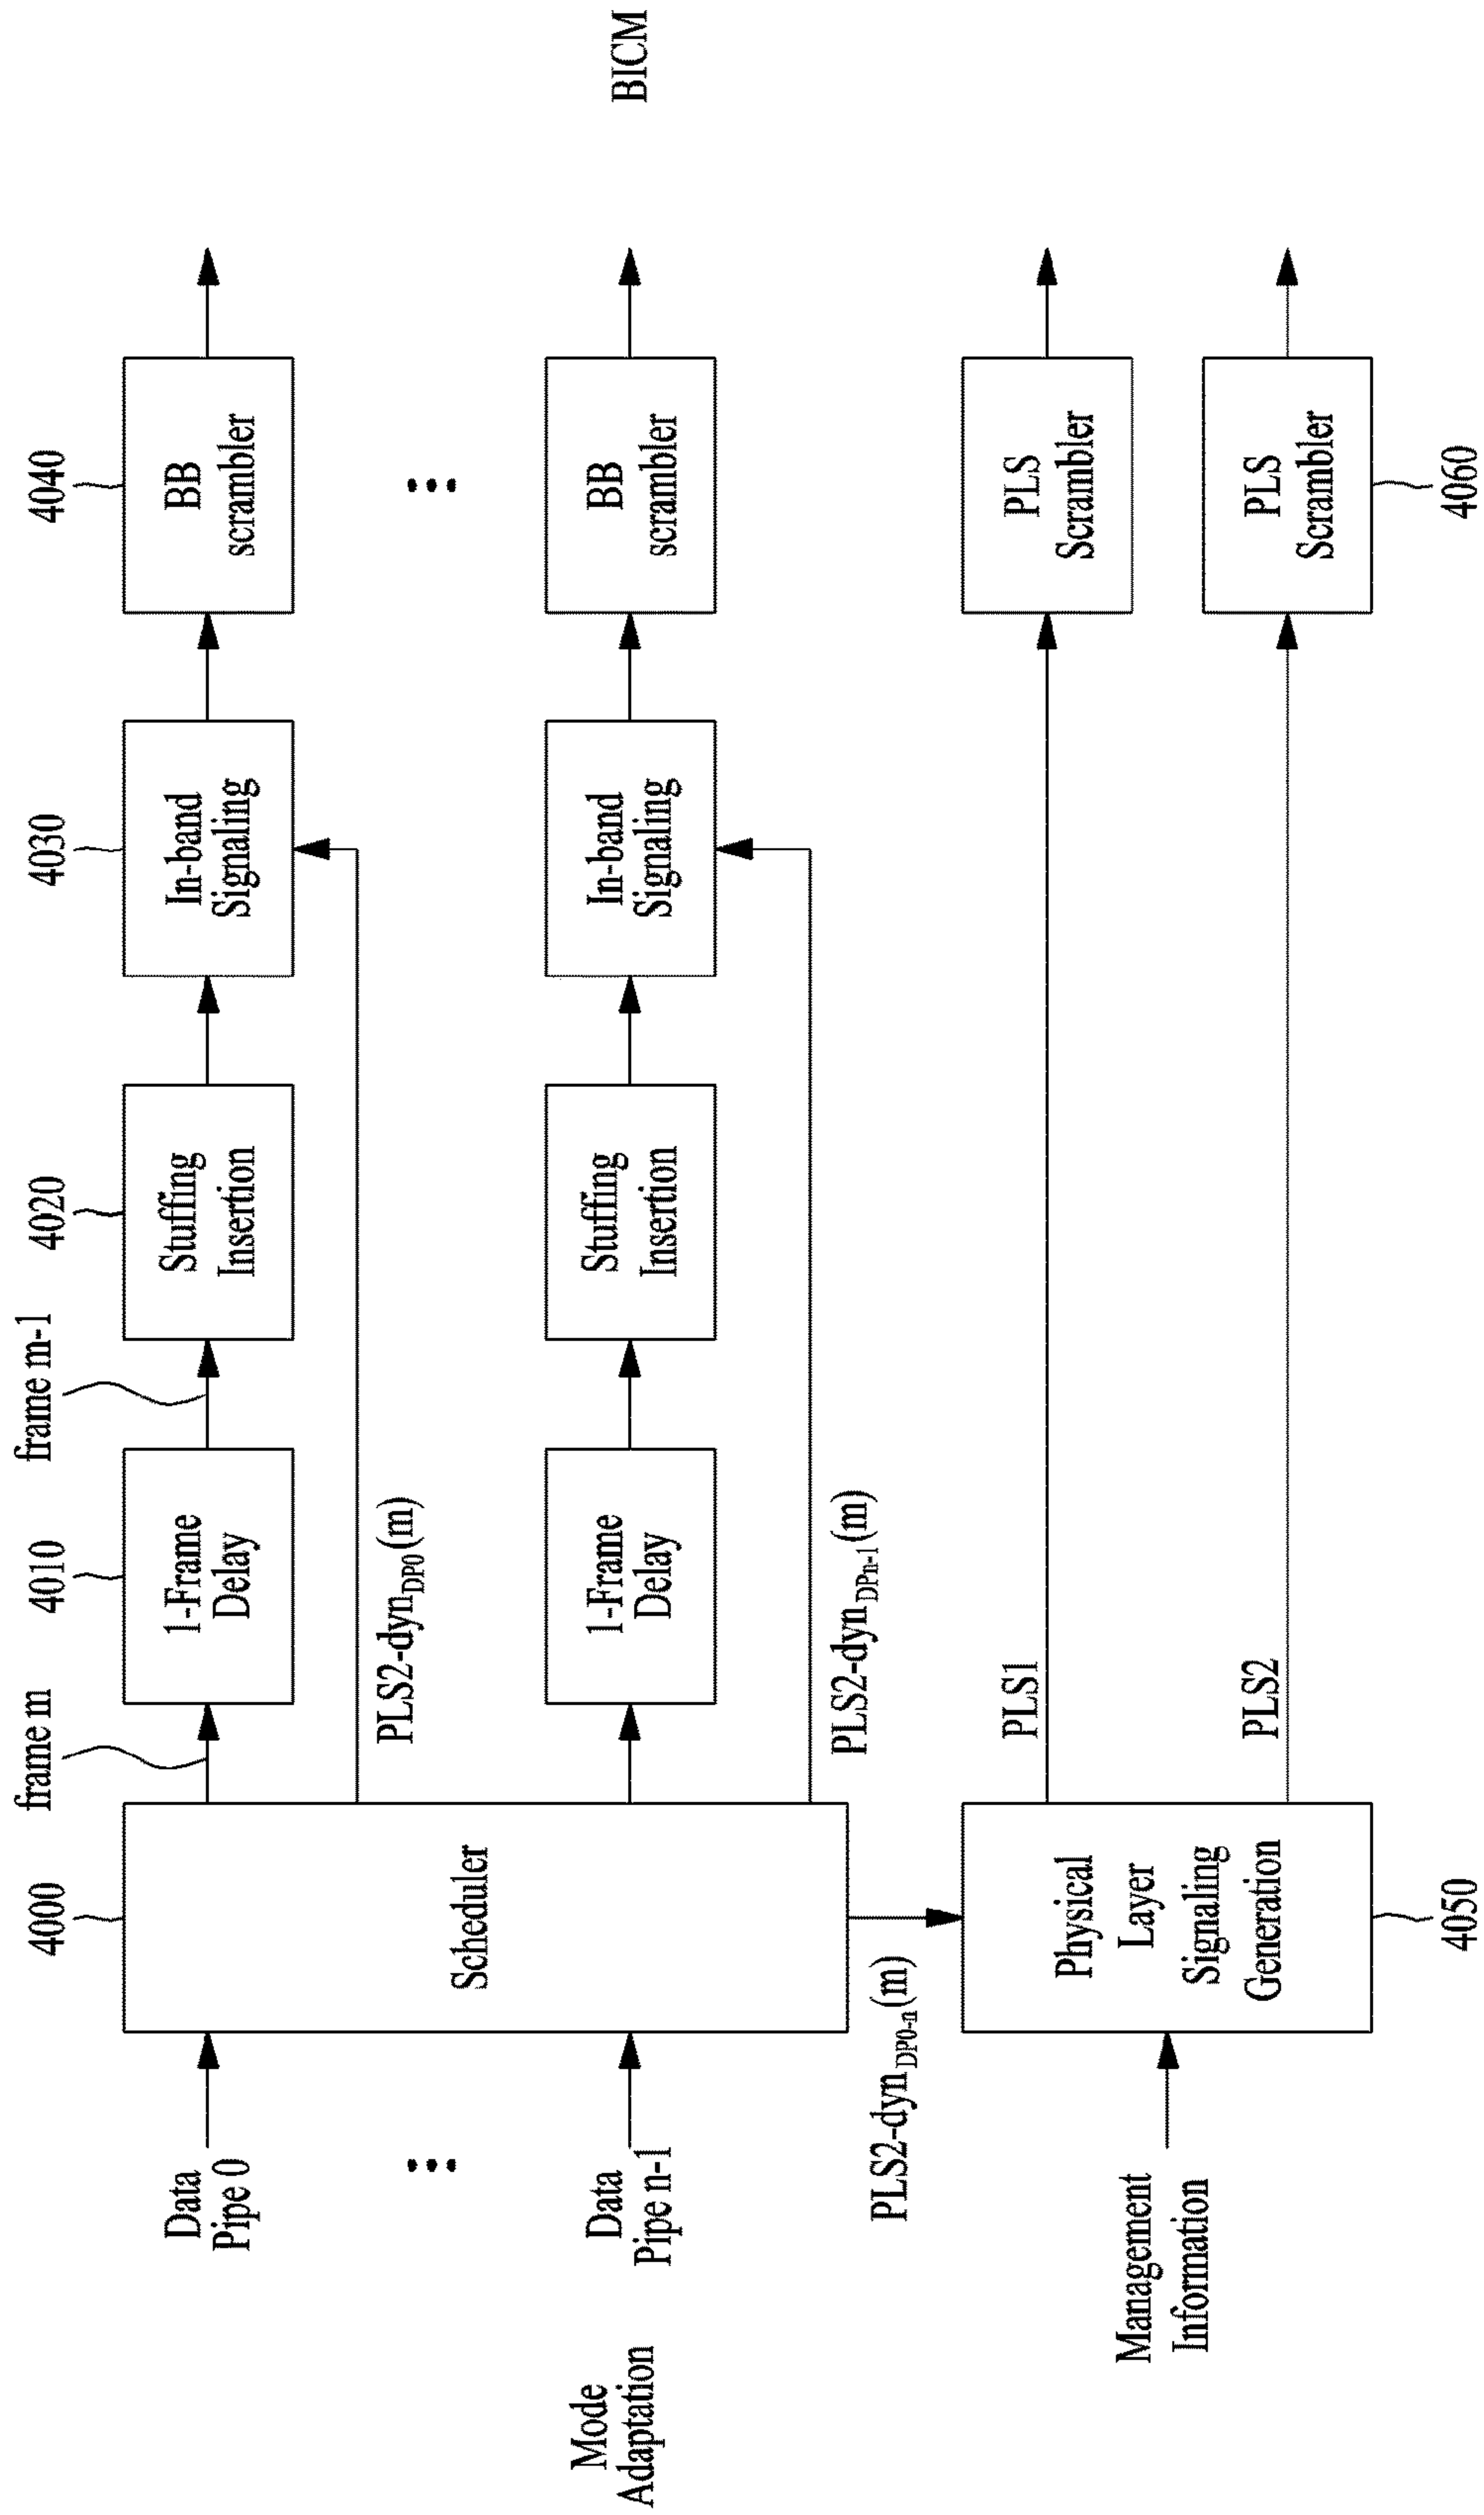 Mode
Adaptation
BICM
Data
Pipe 0
4000
Scheduler
frame m
4010
1-Frame
Delay
frame m-1
4020
Stuffing
Insertion
4030
In-band
Signaling
4040
BB
scrambler
PLS2-dynDP0(m)
Data
Pipe n-1
1-Frame
Delay
Stuffing
Insertion
In-band
Signaling
BB
scrambler
PLS2-dynDPn-1(m)
PLS2-dynDP0-n(m)
Management
Information
Physical
Layer
Signaling
Generation
4050
PLS1
PLS
Scrambler
PLS2
PLS
Scrambler
4060